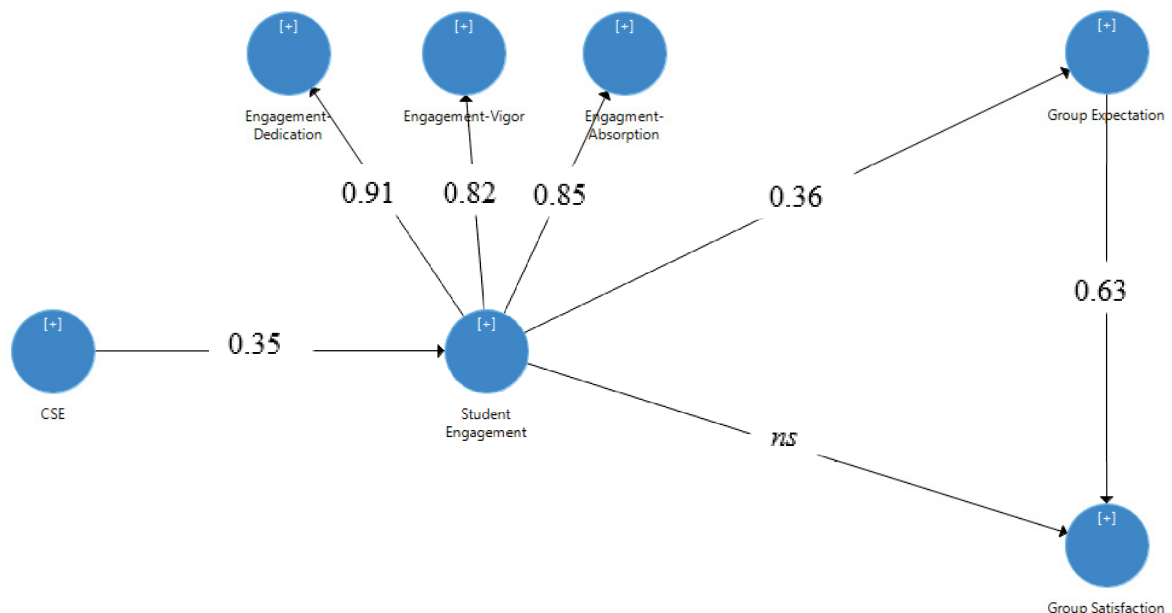 [+]
[+]
[+]
[+]
Engagement-
Dedication
Engagement-Vigor
Engagment-
Absorption
Group Expectation
0.91
0.82
0.85
0.36
0.63
[+]
0.35
[+]
CSE
Student
Engagement
ns
[+]
Group Satisfaction